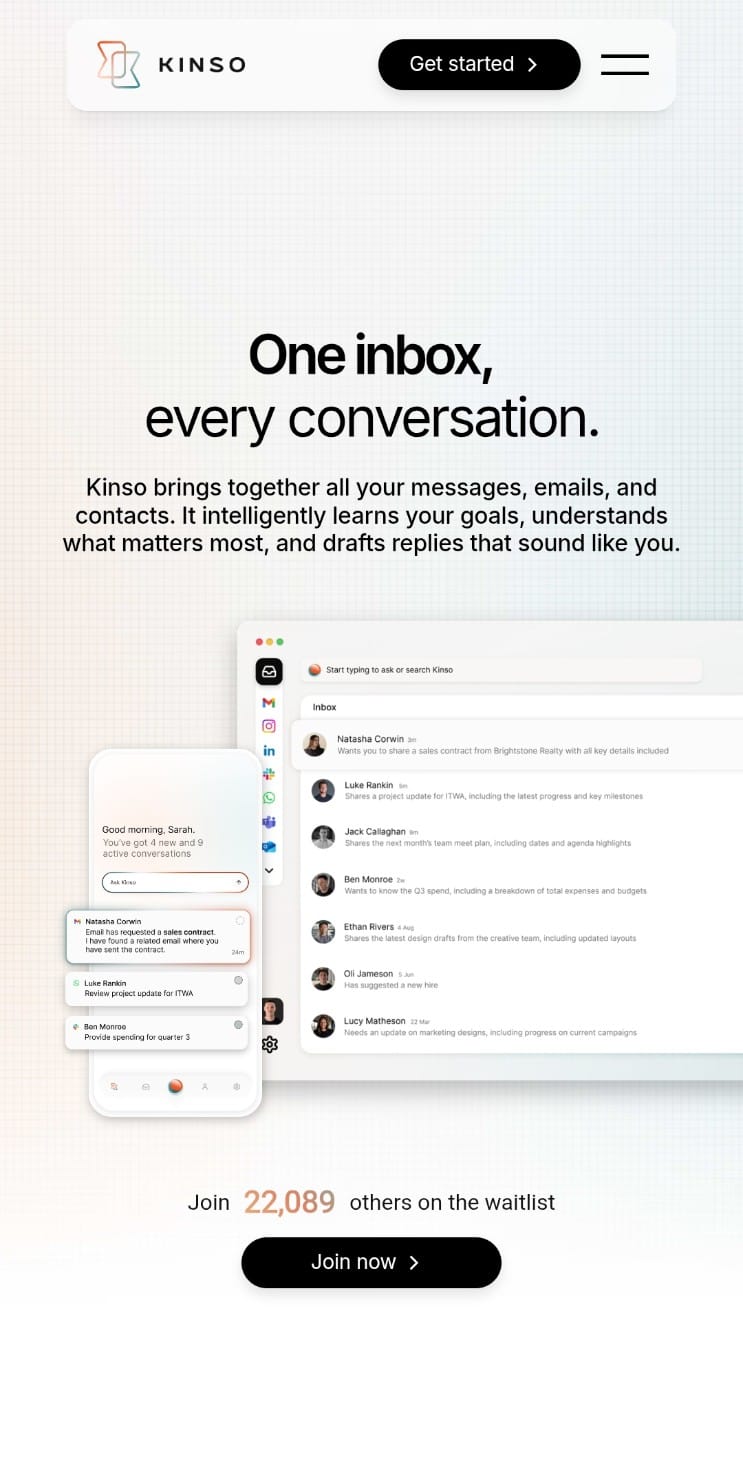 KINSO
Get started
One inbox,
every conversation.
Kinso brings together all your messages, emails, and
contacts. It intelligently learns your goals, understands
what matters most, and drafts replies that sound like you.
Start typing to ask or search Kinso
Inbox
Natasha Corwin 3m
Wants you to share a sales contract from Brightstone Realty with all key details included
Luke Rankin 5m
Shares a project update for ITWA, including the latest progress and key milestones
Jack Callaghan 9m
Shares the next month's team meet plan, including dates and agenda highlights
Ben Monroe 2w
Wants to know the Q3 spend, including a breakdown of total expenses and budgets
Ethan Rivers 4 Aug
Shares the latest design drafts from the creative team, including updated layouts
Oli Jameson 5 Jun
Has suggested a new hire
Lucy Matheson 22 Mar
Needs an update on marketing designs, including progress on current campaigns
Good morning, Sarah.
You've got 4 new and 9
active conversations
Ask Kinso
Natasha Corwin
Email has requested a sales contract.
I have found a related email where you
have sent the contract.
24m
Luke Rankin
Review project update for ITWA
Ben Monroe
Provide spending for quarter 3
Join 22,089 others on the waitlist
Join now